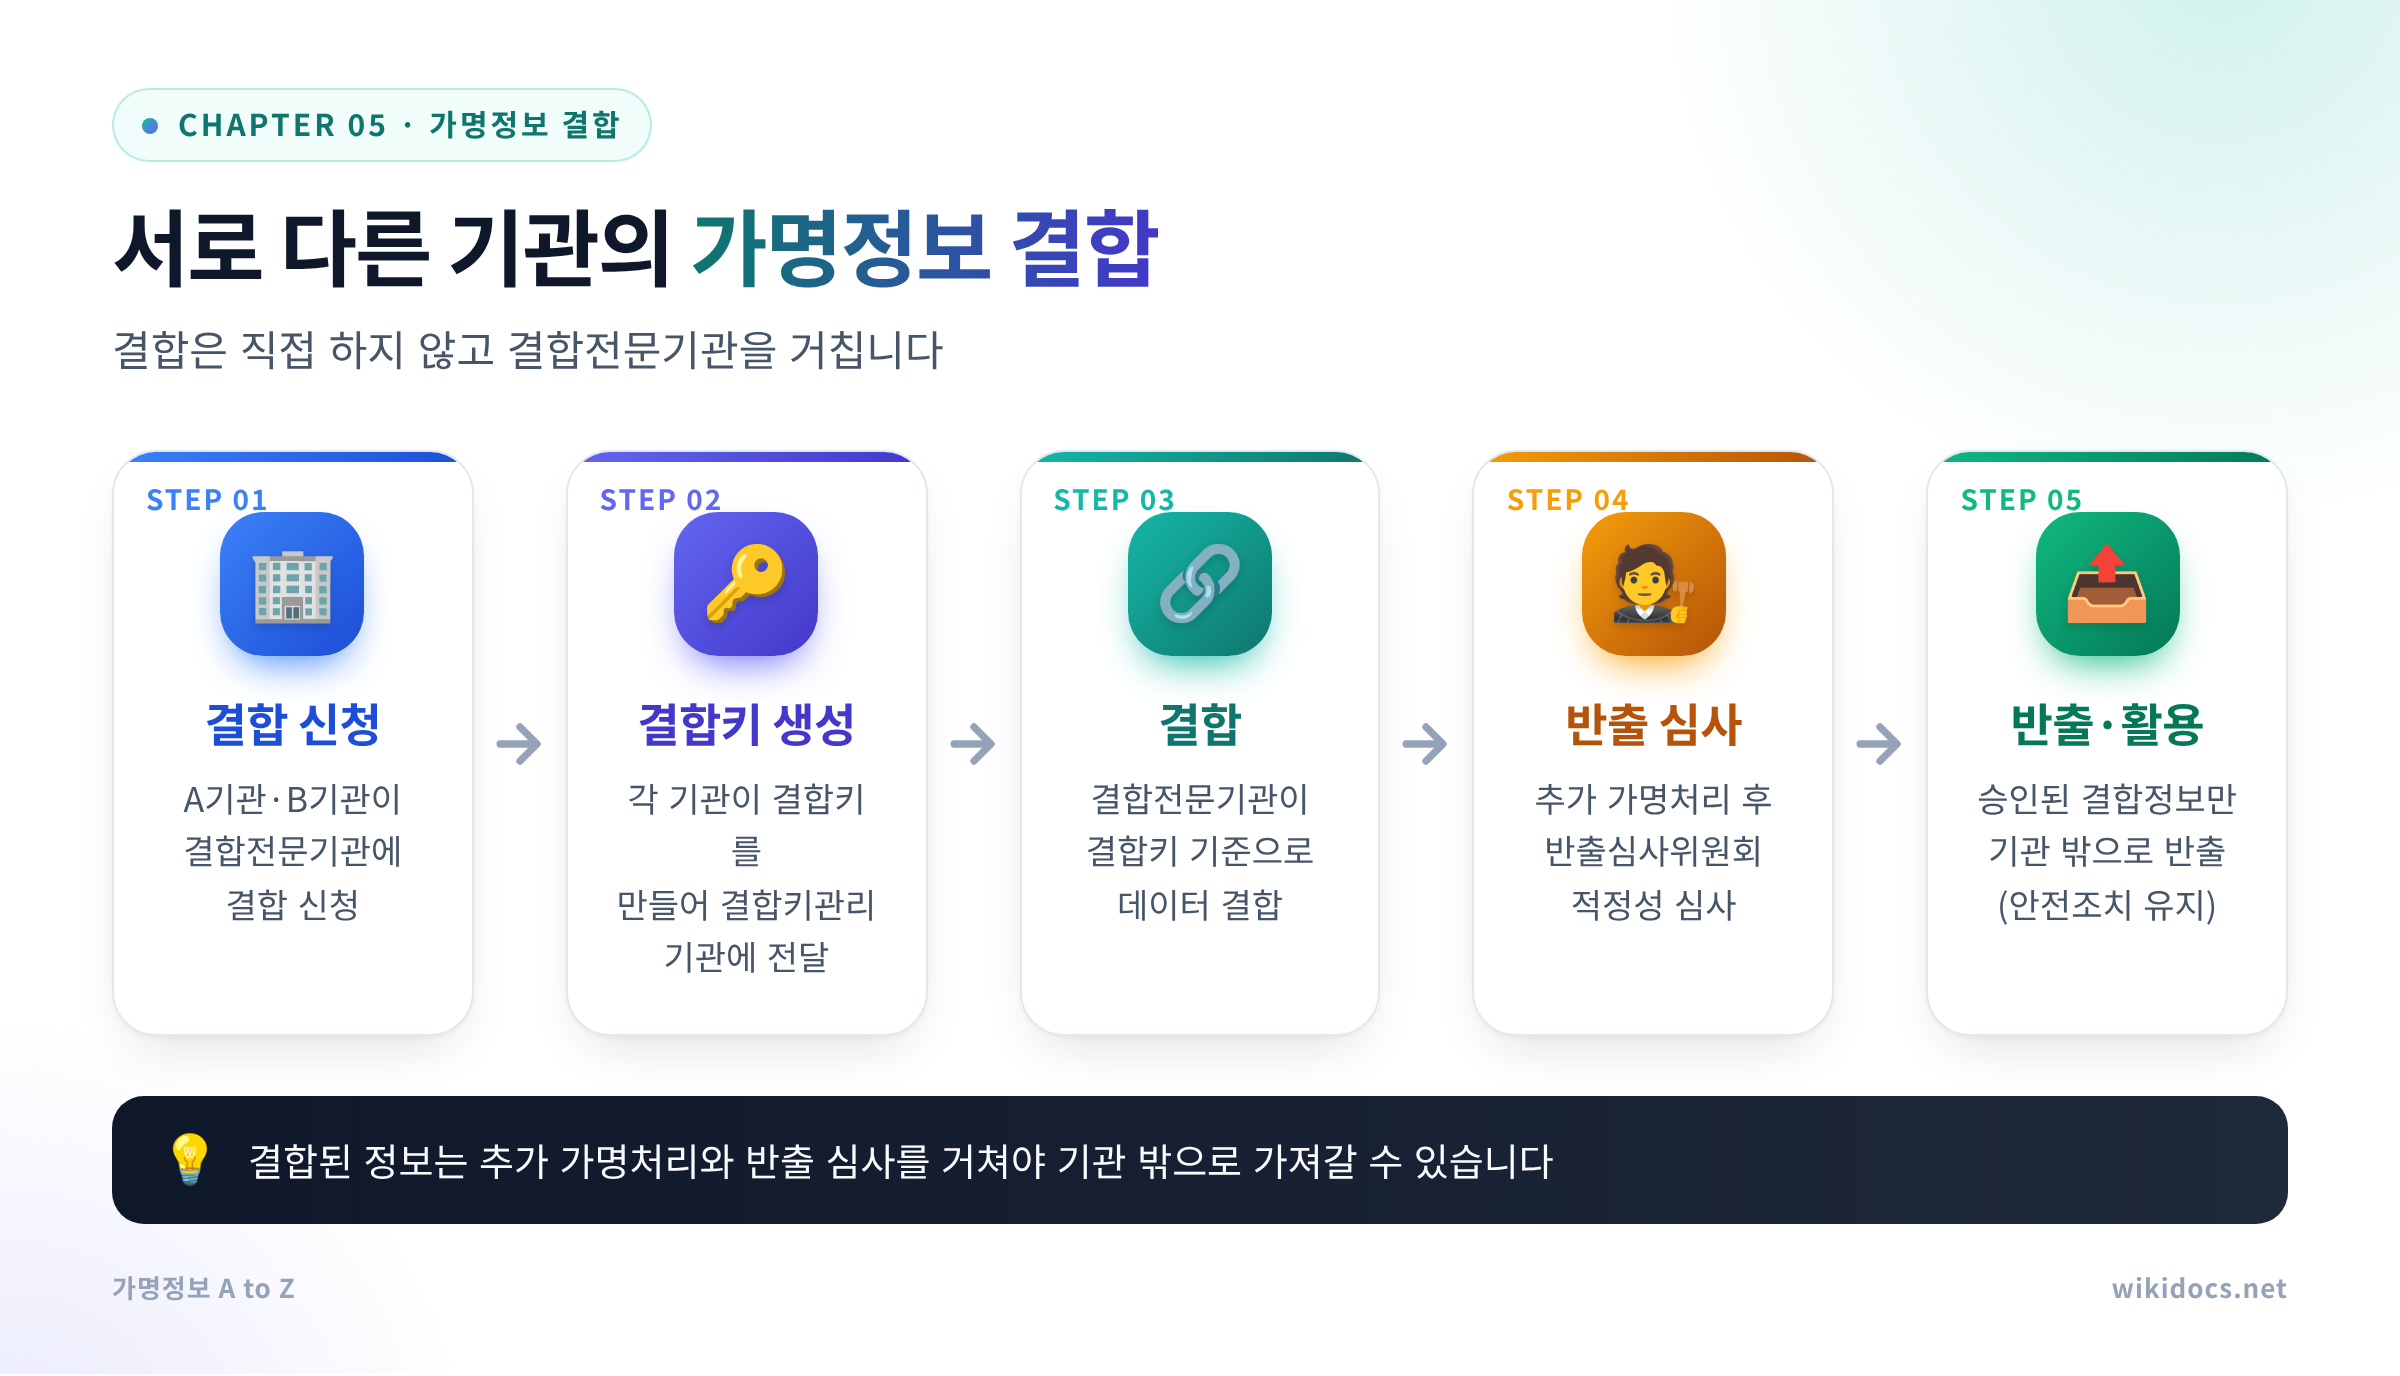 CHAPTER 05 · 가명정보 결합
서로 다른 기관의 가명정보 결합
결합은 직접 하지 않고 결합전문기관을 거칩니다
STEP 01
결합 신청
A기관·B기관이
결합전문기관에
결합 신청
STEP 02
결합키 생성
각 기관이 결합키
를
만들어 결합키관리
기관에 전달
STEP 03
결합
결합전문기관이
결합키 기준으로
데이터 결합
STEP 04
반출 심사
추가 가명처리 후
반출심사위원회
적정성 심사
STEP 05
반출·활용
승인된 결합정보만
기관 밖으로 반출
(안전조치 유지)
결합된 정보는 추가 가명처리와 반출 심사를 거쳐야 기관 밖으로 가져갈 수 있습니다
가명정보 A to Z
wikidocs.net